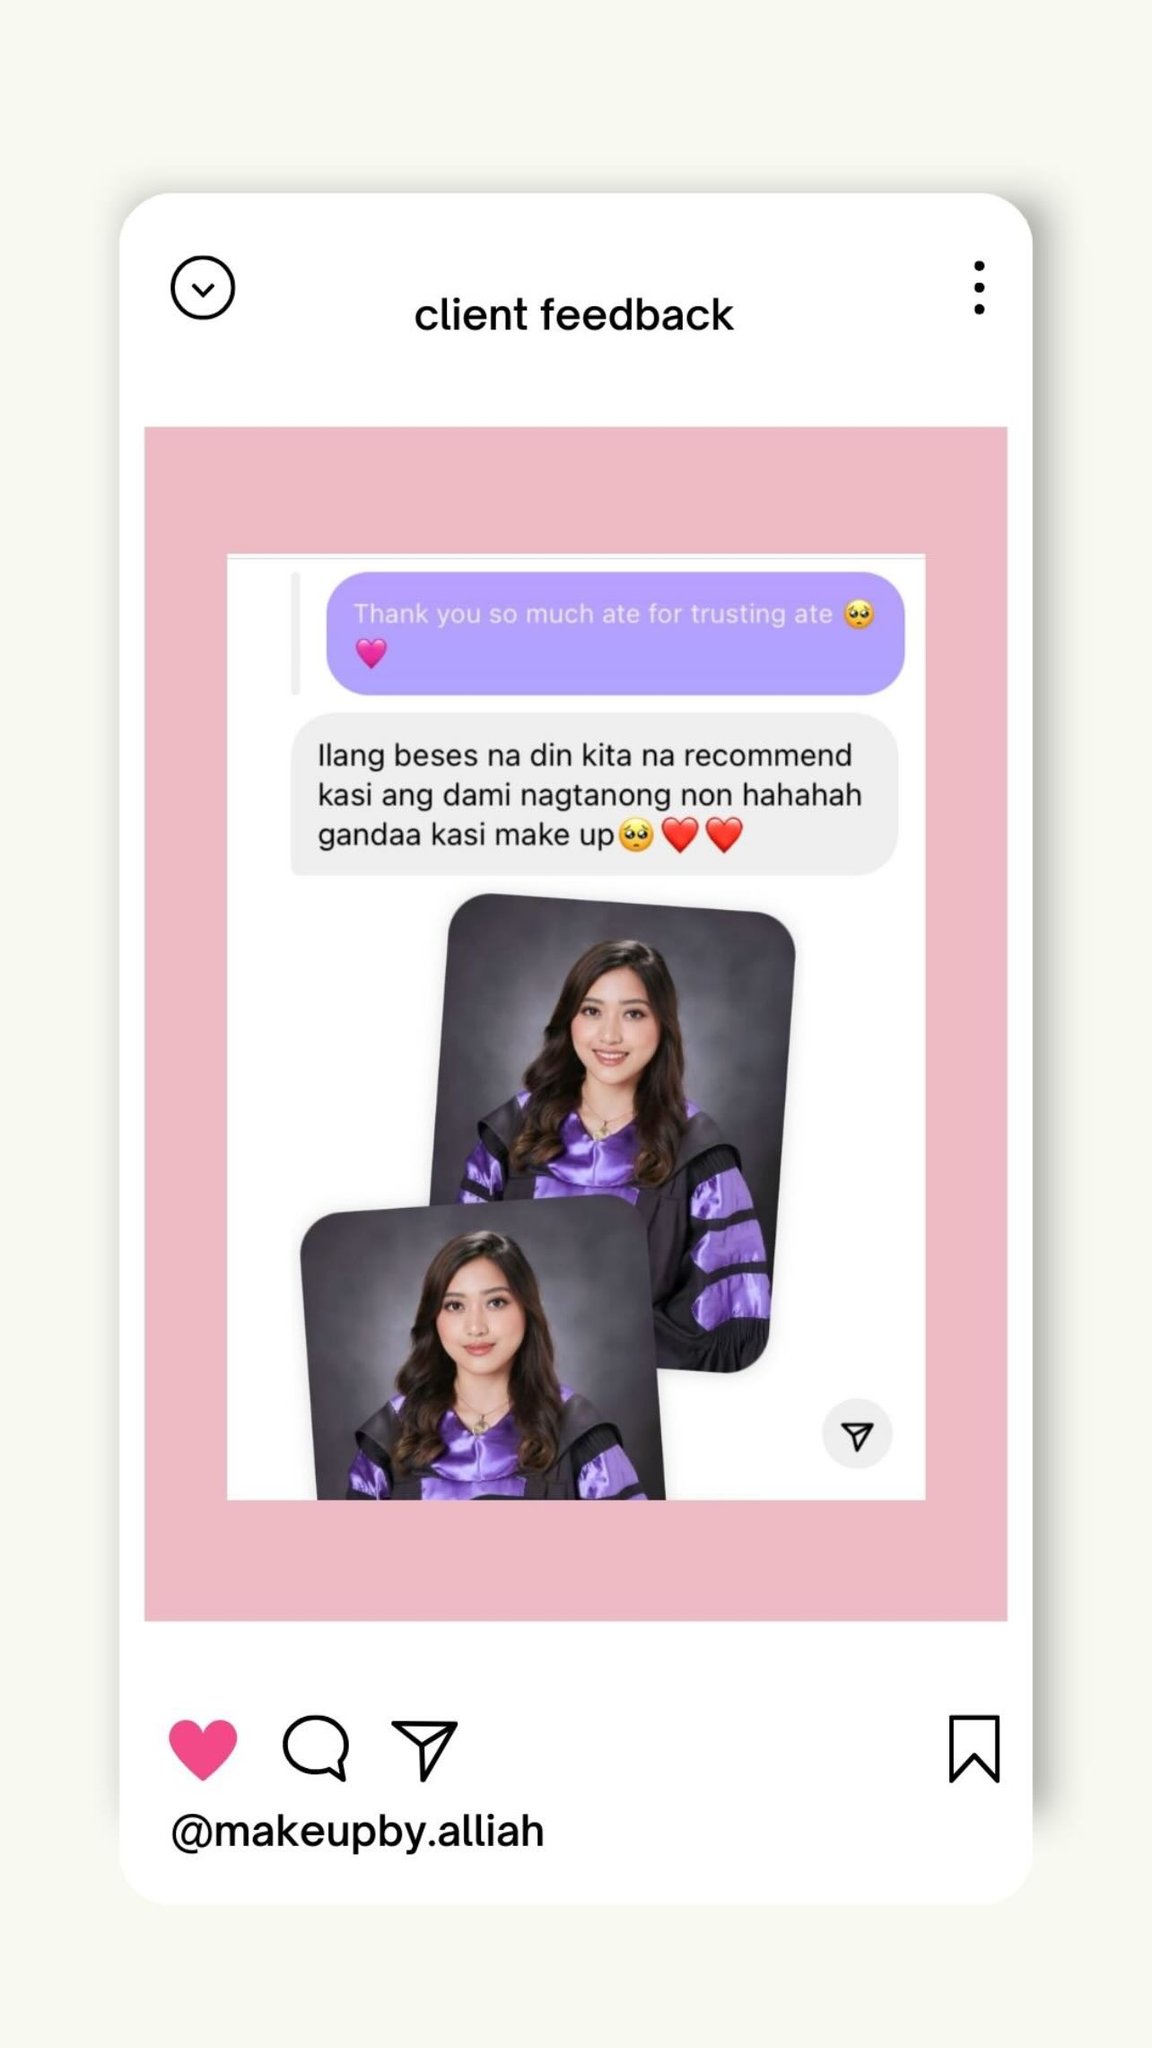 client feedback
Thank you so much ate for trusting ate 🥺
💗
Ilang beses na din kita na recommend
kasi ang dami nagtanong non hahahah
gandaa kasi make up🥺❤️❤️
@makeupby.alliah